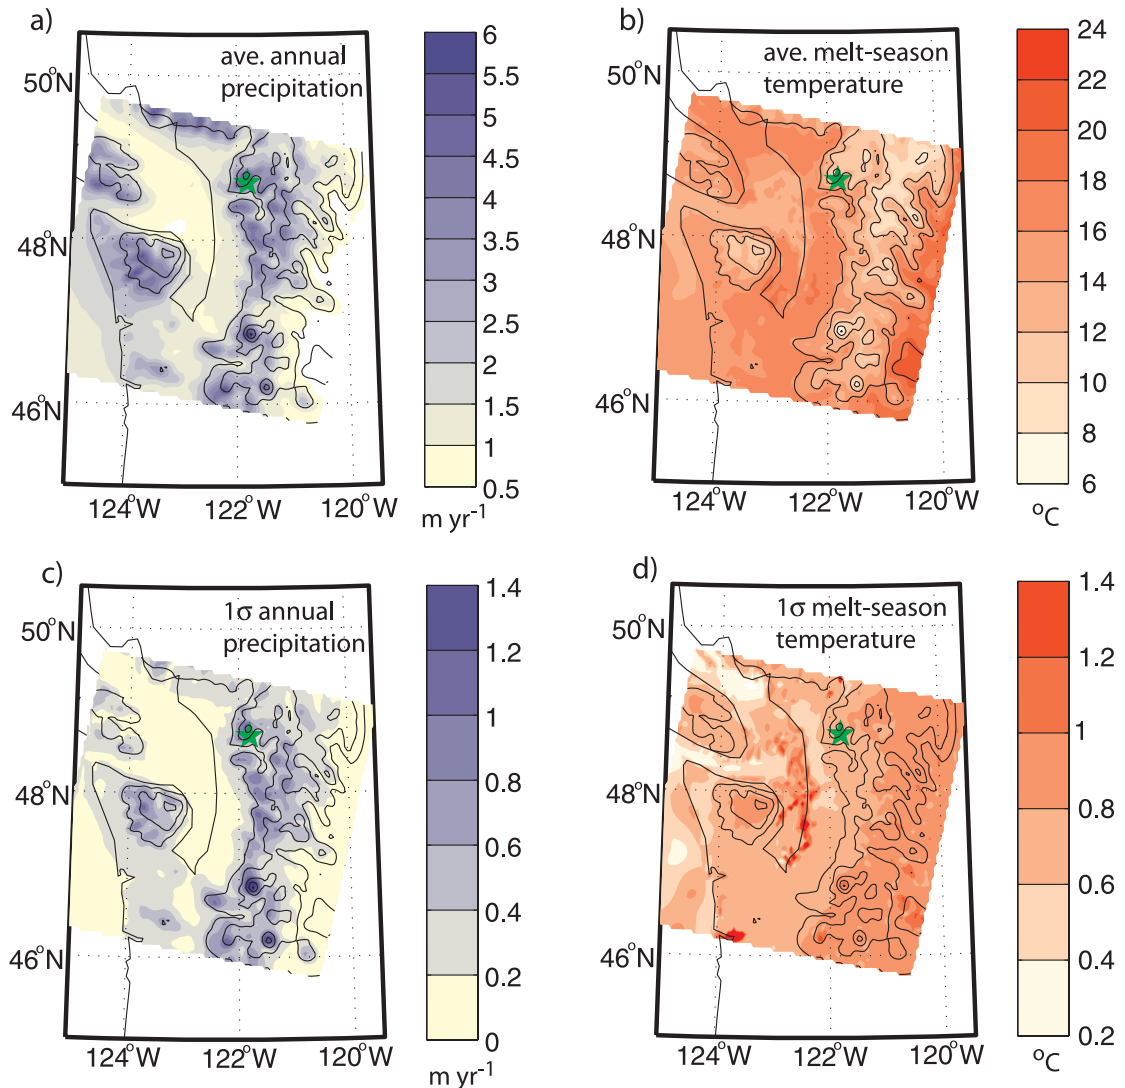 a)
ave. annual
precipitation
50°N
48°N
46°N
124°W
122°W
120°W
6
5.5
5
4.5
4
3.5
3
2.5
2
1.5
1
0.5
m yr⁻¹
b)
ave. melt-season
temperature
50°N
48°N
46°N
124°W
122°W
120°W
24
22
20
18
16
14
12
10
8
6
°C
c)
1σ annual
precipitation
50°N
48°N
46°N
124°W
122°W
120°W
1.4
1.2
1
0.8
0.6
0.4
0.2
0
m yr⁻¹
d)
1σ melt-season
temperature
50°N
48°N
46°N
124°W
122°W
120°W
1.4
1.2
1
0.8
0.6
0.4
0.2
°C